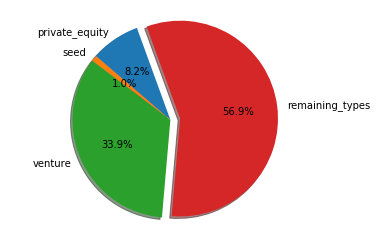 private_equity
seed
8.2%
1.0%
remaining_types
56.9%
33.9%
venture